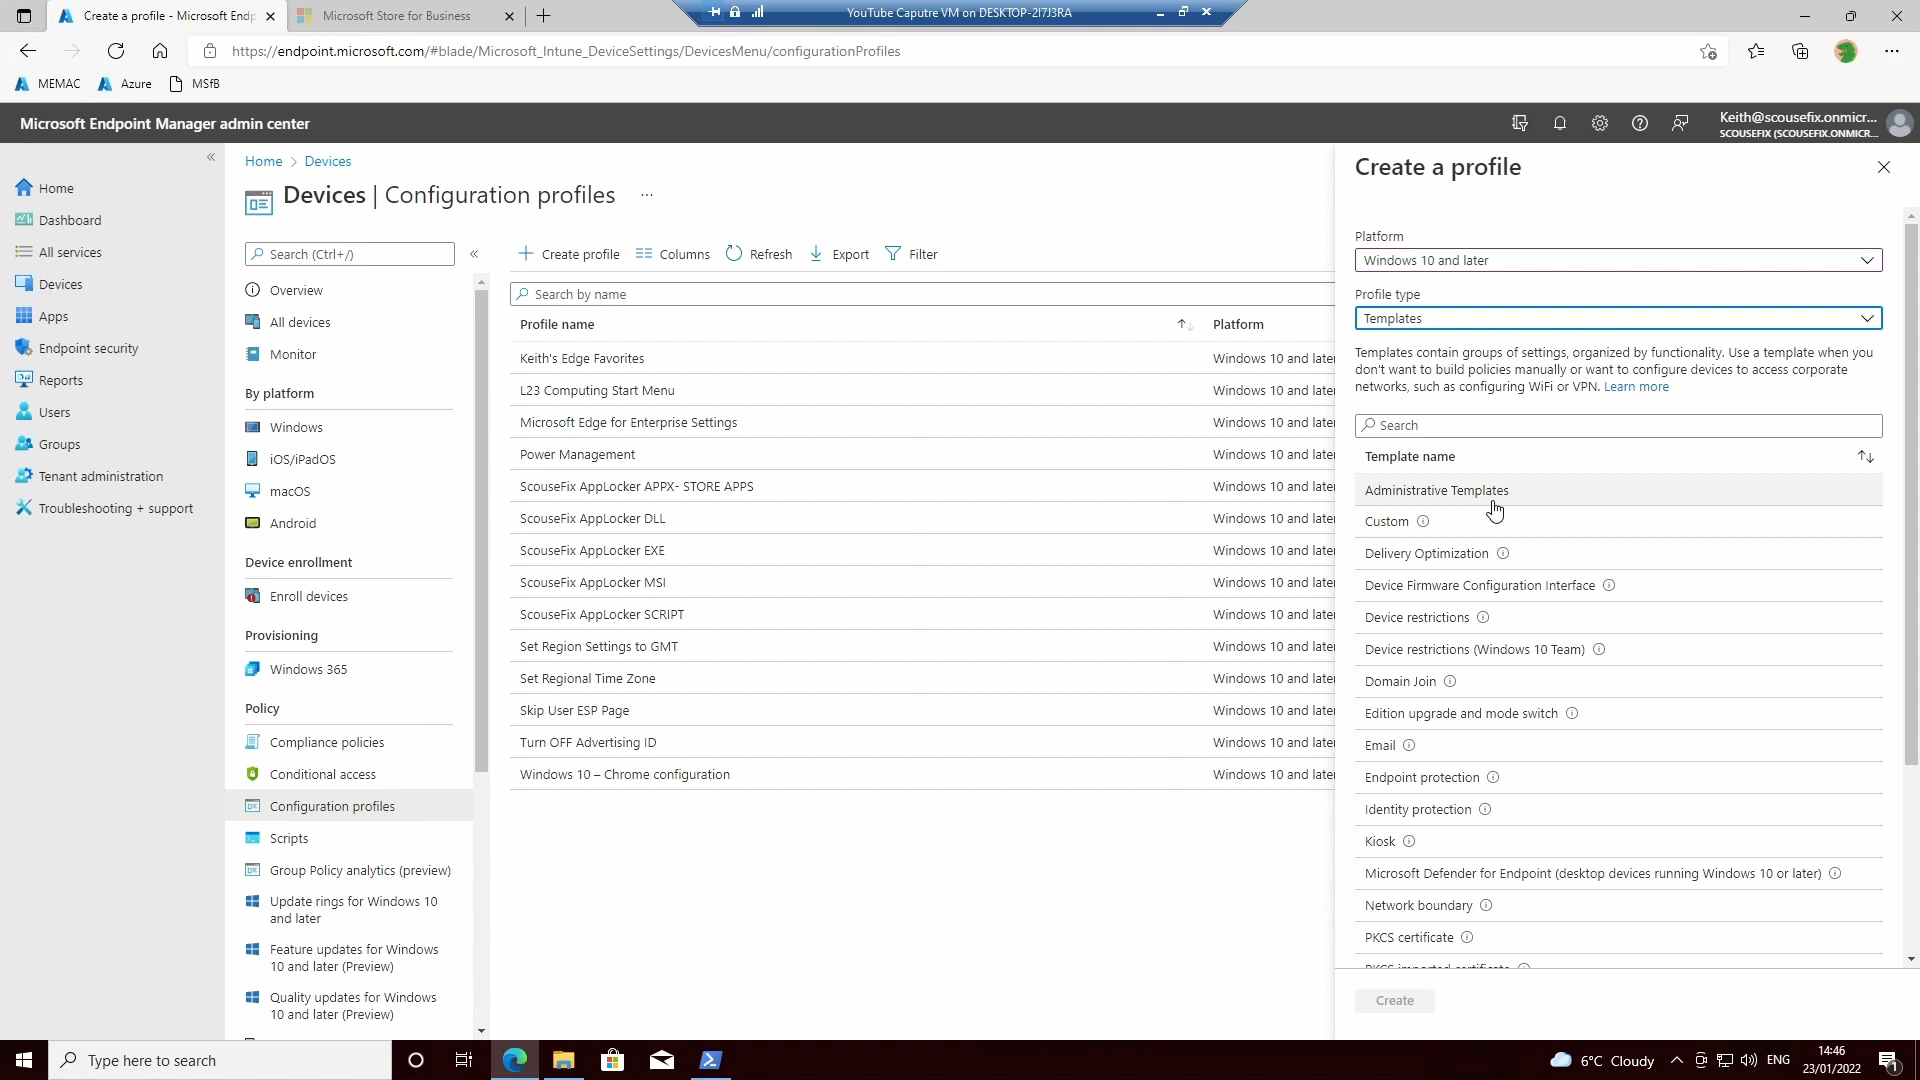 Create a profile - Microsoft Endp
Microsoft Store for Business
YouTube Caputre VM on DESKTOP-2I7J3RA
https://endpoint.microsoft.com/#blade/Microsoft_Intune_DeviceSettings/DevicesMenu/configurationProfiles
MEMAC
Azure
MSfB
Microsoft Endpoint Manager admin center
Keith@scousefix.onmicr...
SCOUSEFIX (SCOUSEFIX.ONMICR...
Home
Dashboard
All services
Devices
Apps
Endpoint security
Reports
Users
Groups
Tenant administration
Troubleshooting + support
Home > Devices
Devices | Configuration profiles
Search (Ctrl+/)
Overview
All devices
Monitor
By platform
Windows
iOS/iPadOS
macOS
Android
Device enrollment
Enroll devices
Provisioning
Windows 365
Policy
Compliance policies
Conditional access
Configuration profiles
Scripts
Group Policy analytics (preview)
Update rings for Windows 10
and later
Feature updates for Windows
10 and later (Preview)
Quality updates for Windows
10 and later (Preview)
Create profile
Columns
Refresh
Export
Filter
Search by name
Profile name
Platform
Keith's Edge Favorites
Windows 10 and later
L23 Computing Start Menu
Windows 10 and later
Microsoft Edge for Enterprise Settings
Windows 10 and later
Power Management
Windows 10 and later
ScouseFix AppLocker APPX- STORE APPS
Windows 10 and later
ScouseFix AppLocker DLL
Windows 10 and later
ScouseFix AppLocker EXE
Windows 10 and later
ScouseFix AppLocker MSI
Windows 10 and later
ScouseFix AppLocker SCRIPT
Windows 10 and later
Set Region Settings to GMT
Windows 10 and later
Set Regional Time Zone
Windows 10 and later
Skip User ESP Page
Windows 10 and later
Turn OFF Advertising ID
Windows 10 and later
Windows 10 – Chrome configuration
Windows 10 and later
Create a profile
Platform
Windows 10 and later
Profile type
Templates
Templates contain groups of settings, organized by functionality. Use a template when you
don't want to build policies manually or want to configure devices to access corporate
networks, such as configuring WiFi or VPN. Learn more
Search
Template name
Administrative Templates
Custom
Delivery Optimization
Device Firmware Configuration Interface
Device restrictions
Device restrictions (Windows 10 Team)
Domain Join
Edition upgrade and mode switch
Email
Endpoint protection
Identity protection
Kiosk
Microsoft Defender for Endpoint (desktop devices running Windows 10 or later)
Network boundary
PKCS certificate
PKCS imported certificate
Create
Type here to search
6°C Cloudy
ENG
14:46
23/01/2022
1